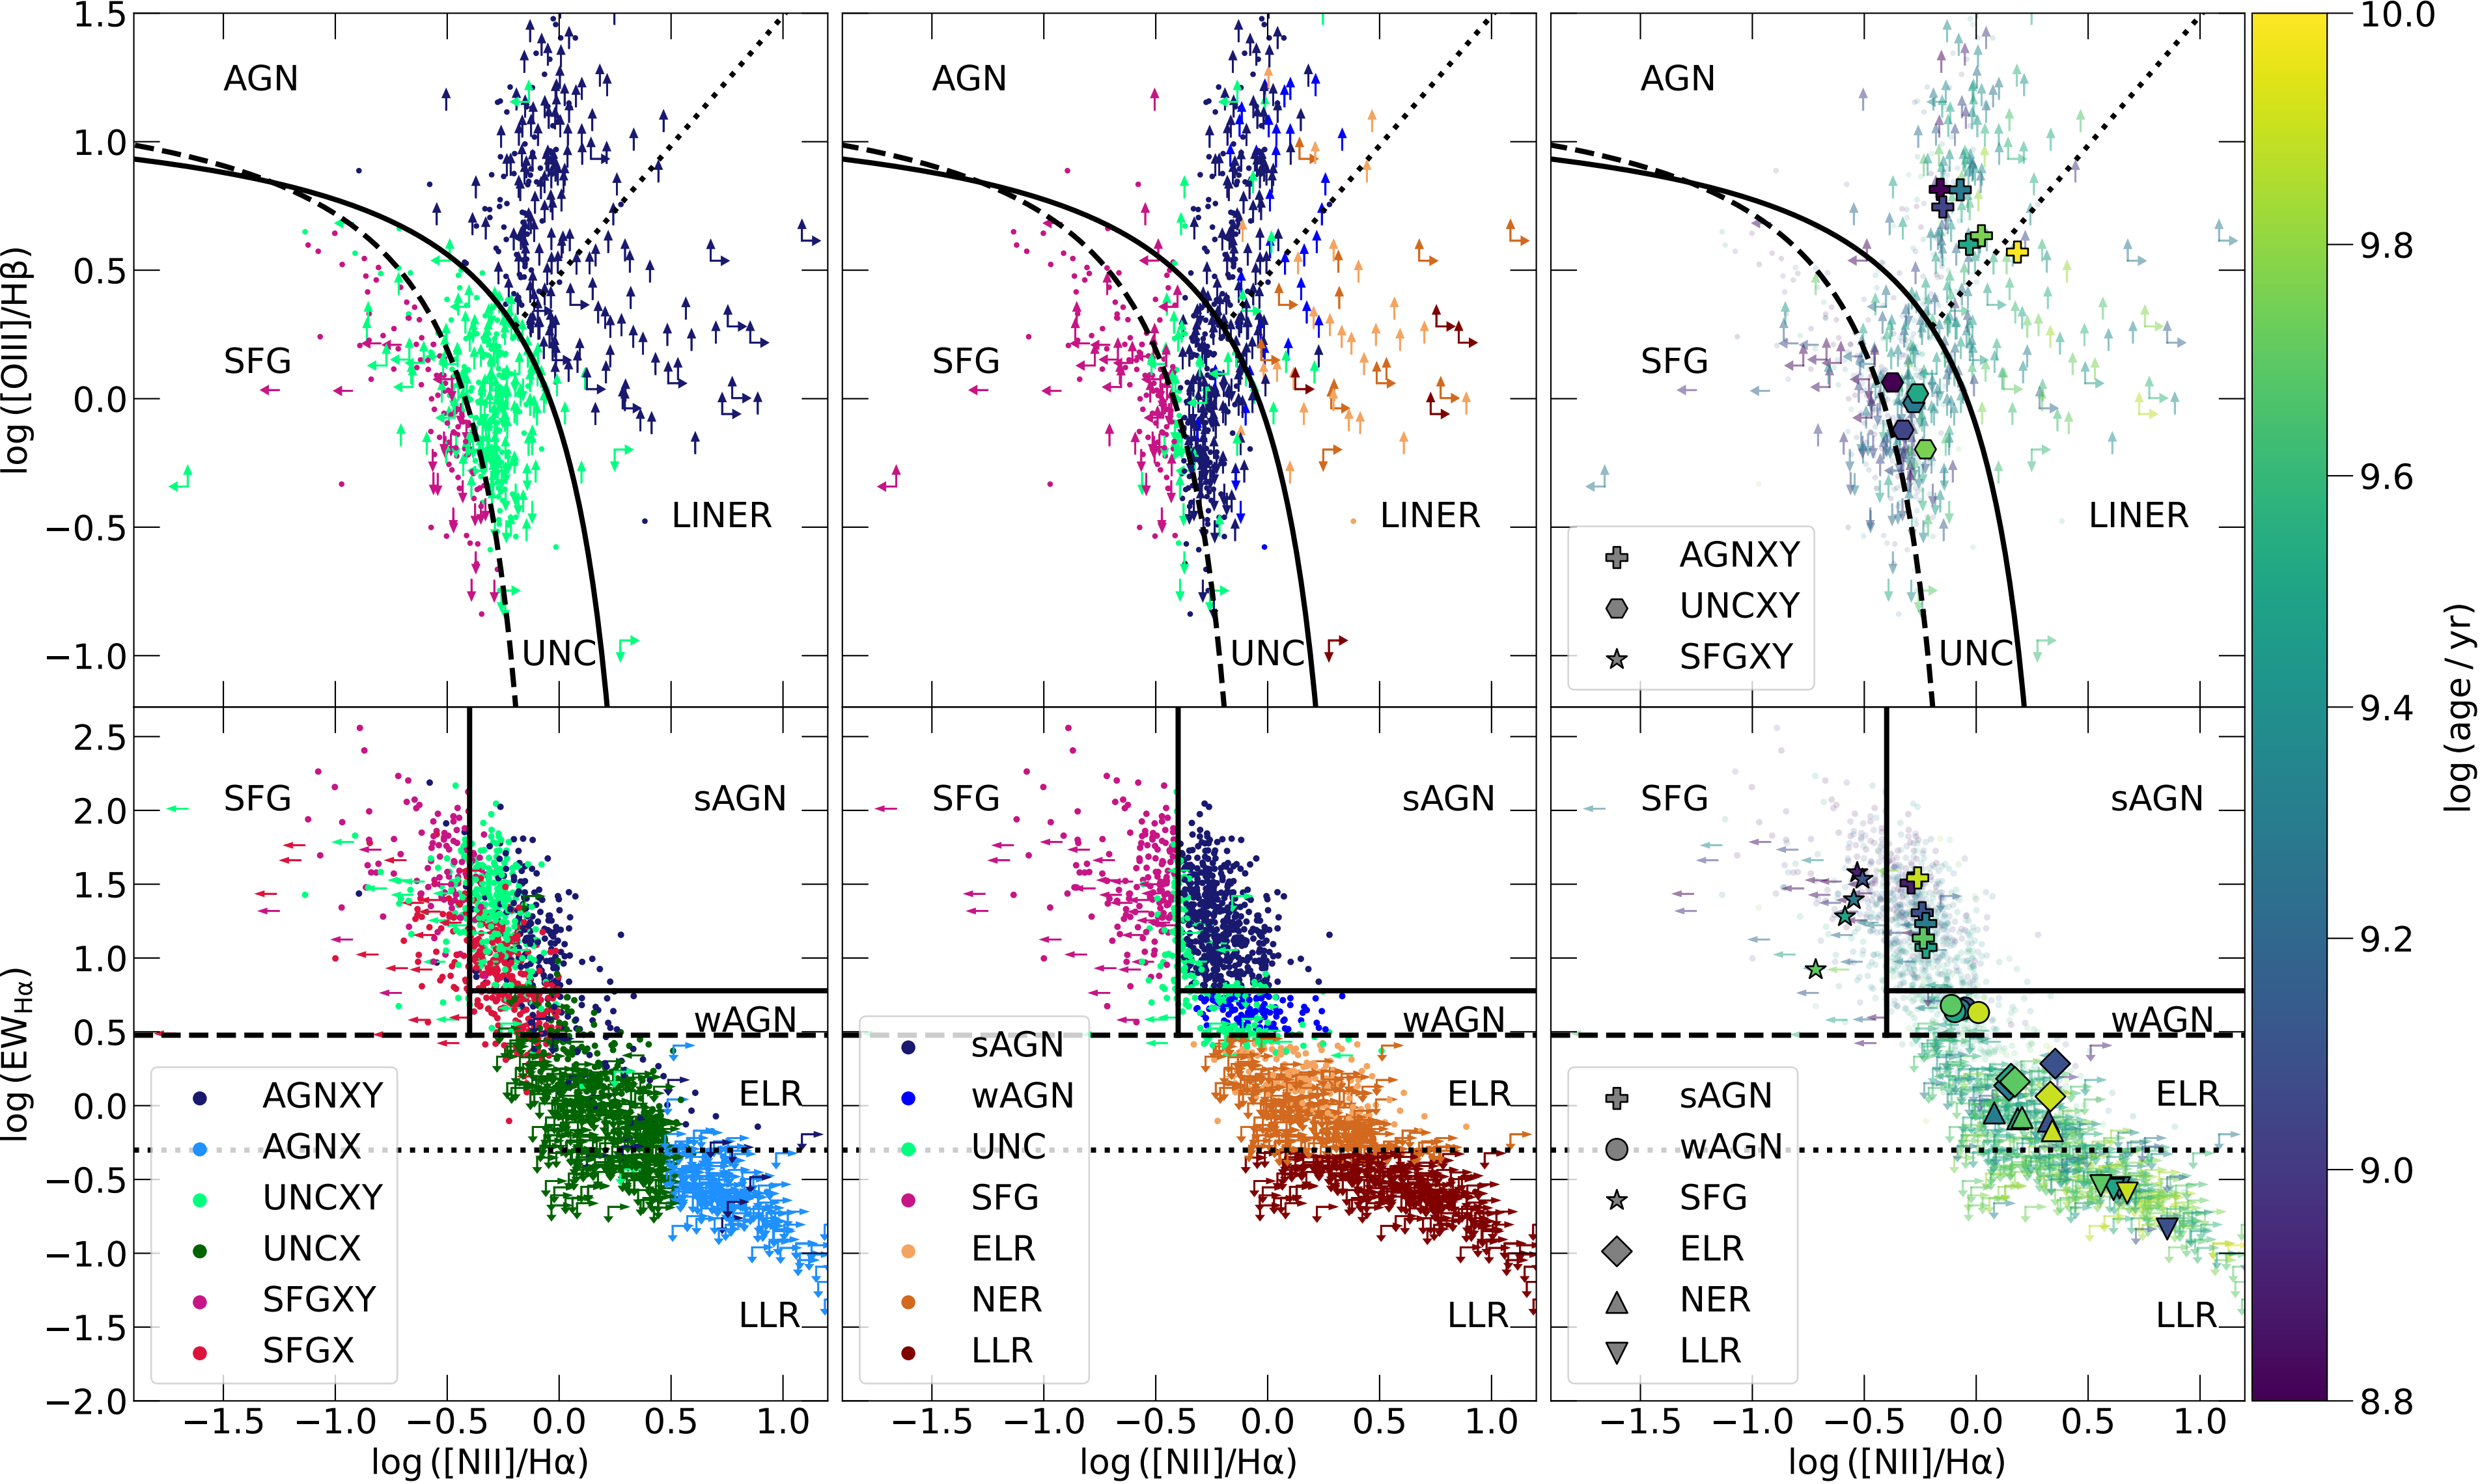 1.5
1.0
0.5
0.0
−0.5
−1.0
log ([OIII]/Hβ)
AGN
SFG
LINER
UNC
AGN
SFG
LINER
UNC
AGN
SFG
LINER
UNC
AGNXY
UNCXY
SFGXY
2.5
2.0
1.5
1.0
0.5
0.0
−0.5
−1.0
−1.5
−2.0
log (EWHα)
SFG
sAGN
wAGN
ELR
LLR
AGNXY
AGNX
UNCXY
UNCX
SFGXY
SFGX
−1.5 −1.0 −0.5 0.0 0.5 1.0
log ([NII]/Hα)
SFG
sAGN
wAGN
ELR
LLR
sAGN
wAGN
UNC
SFG
ELR
NER
LLR
−1.5 −1.0 −0.5 0.0 0.5 1.0
log ([NII]/Hα)
SFG
sAGN
wAGN
ELR
LLR
sAGN
wAGN
SFG
ELR
NER
LLR
−1.5 −1.0 −0.5 0.0 0.5 1.0
log ([NII]/Hα)
10.0
9.8
9.6
9.4
9.2
9.0
8.8
log (age / yr)